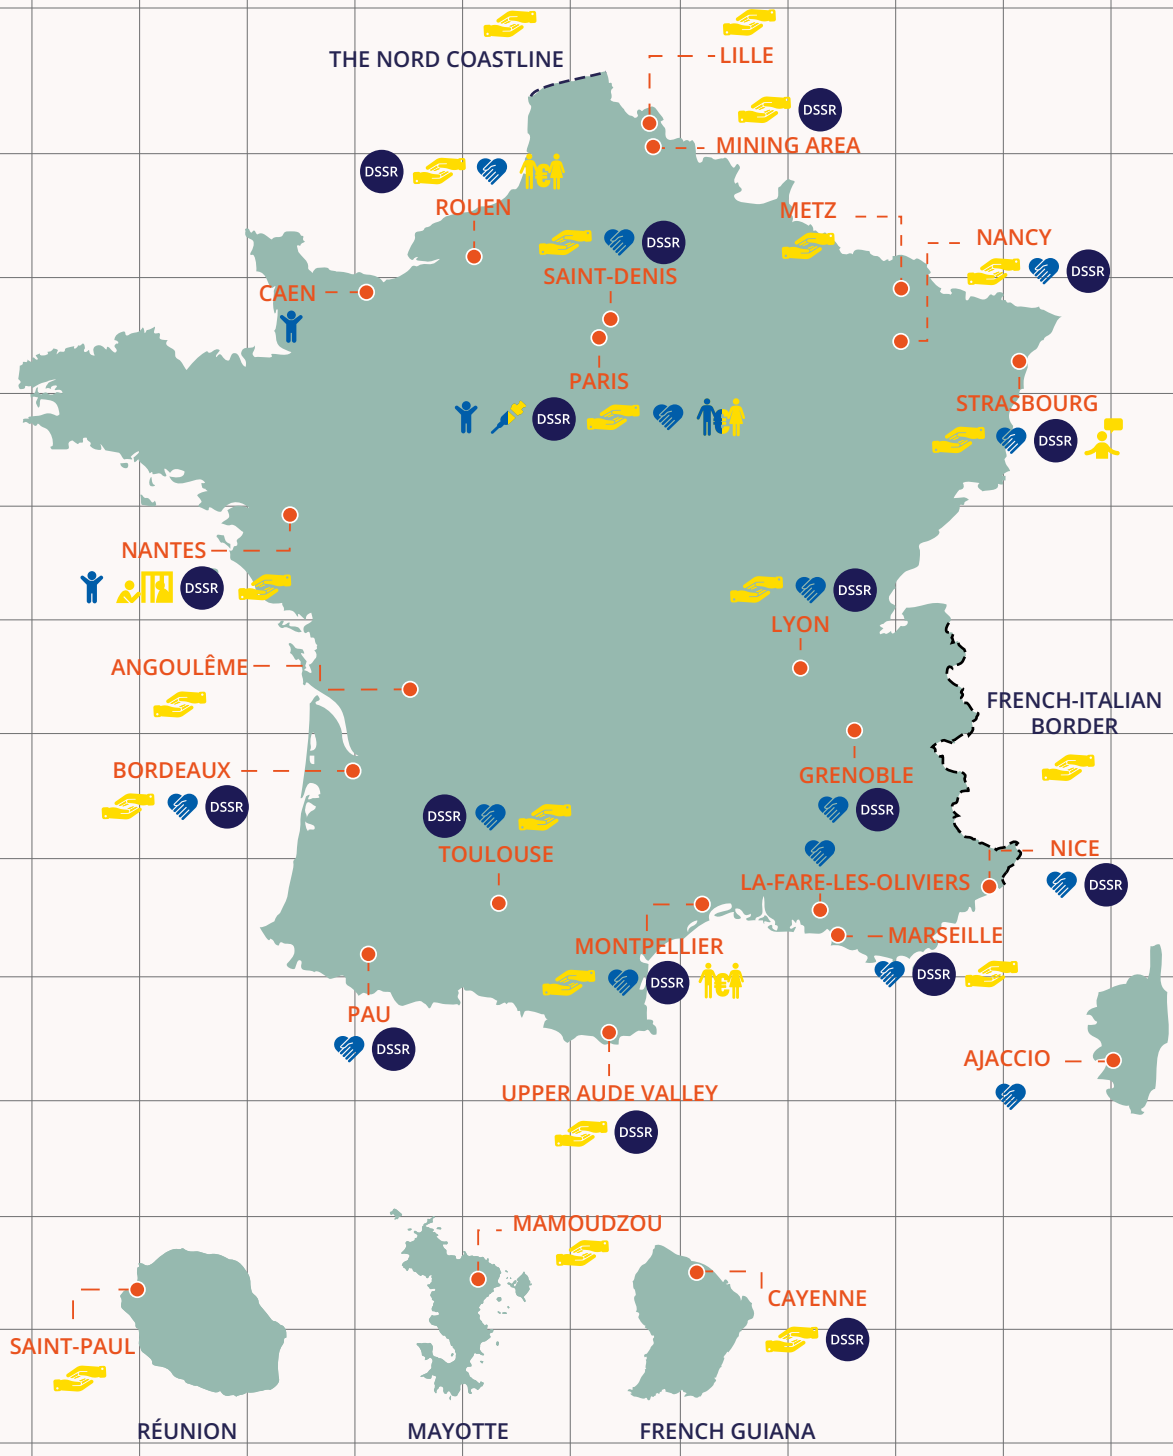 THE NORD COASTLINE
LILLE
DSSR
MINING AREA
DSSR
€
ROUEN
METZ
DSSR
NANCY
SAINT-DENIS
DSSR
CAEN
PARIS
DSSR
€
STRASBOURG
DSSR
NANTES
DSSR
DSSR
LYON
ANGOULÊME
FRENCH-ITALIAN
BORDER
BORDEAUX
GRENOBLE
DSSR
DSSR
DSSR
TOULOUSE
NICE
LA-FARE-LES-OLIVIERS
DSSR
MONTPELLIER
MARSEILLE
DSSR
€
DSSR
PAU
DSSR
AJACCIO
UPPER AUDE VALLEY
DSSR
MAMOUDZOU
CAYENNE
SAINT-PAUL
DSSR
RÉUNION
MAYOTTE
FRENCH GUIANA